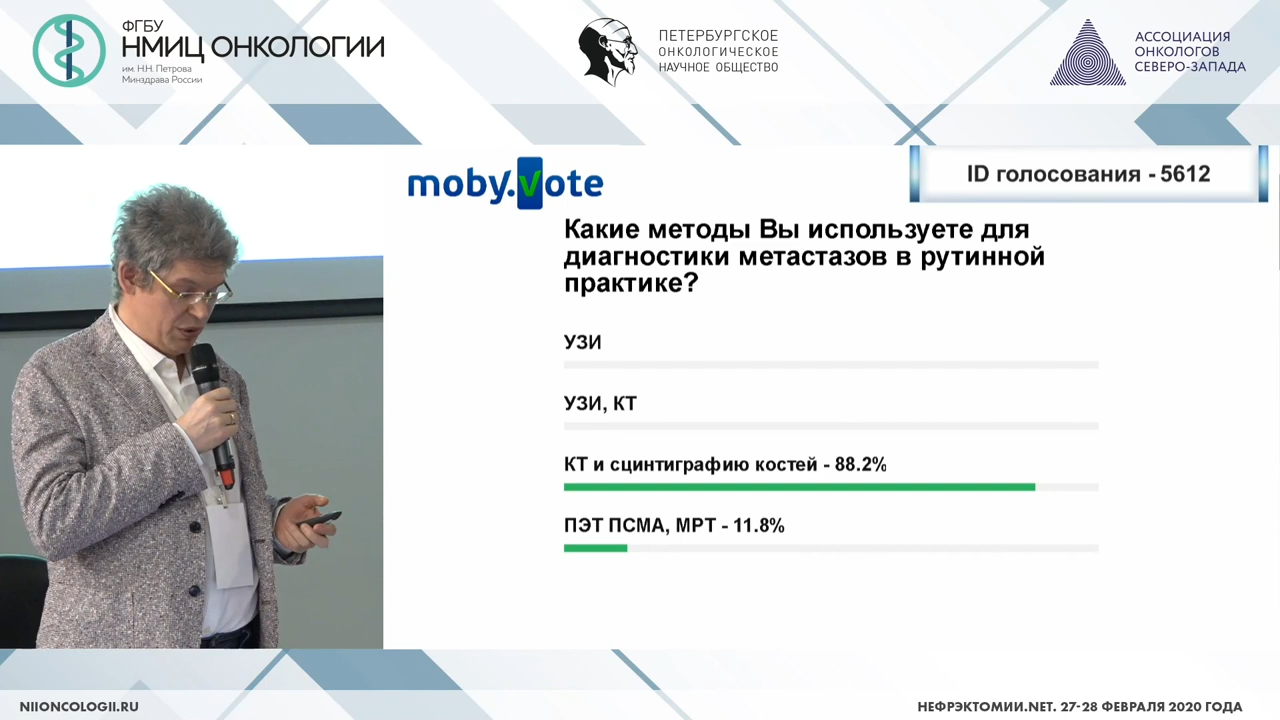 ФГБУ
НМИЦ ОНКОЛОГИИ
им. Н.Н. Петрова
Минздрава России
ПЕТЕРБУРГСКОЕ
ОНКОЛОГИЧЕСКОЕ
НАУЧНОЕ ОБЩЕСТВО
АССОЦИАЦИЯ
ОНКОЛОГОВ
СЕВЕРО-ЗАПАДА
moby.vote
ID голосования - 5612
Какие методы Вы используете для
диагностики метастазов в рутинной
практике?
УЗИ
УЗИ, КТ
КТ и сцинтиграфию костей - 88.2%
ПЭТ ПСМА, МРТ - 11.8%
NIIONCOLOGII.RU
НЕФРЭКТОМИИ.NET. 27-28 ФЕВРАЛЯ 2020 ГОДА